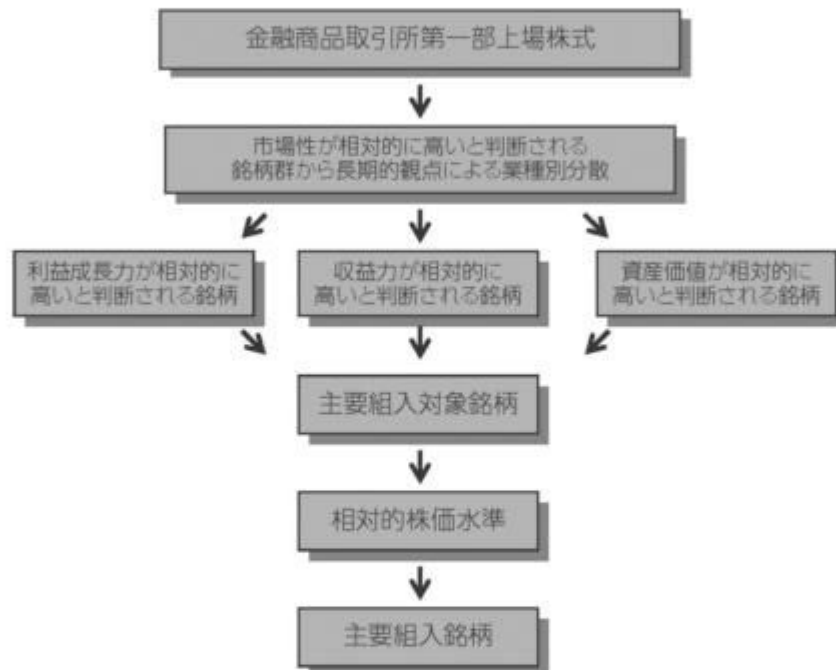 金融商品取引所第一部上場株式
市場性が相対的に高いと判断される
銘柄群から長期的観点による業種別分散
利益成長力が相対的に
高いと判断される銘柄
収益力が相対的に
高いと判断される銘柄
資産価値が相対的に
高いと判断される銘柄
主要組入対象銘柄
相対的株価水準
主要組入銘柄